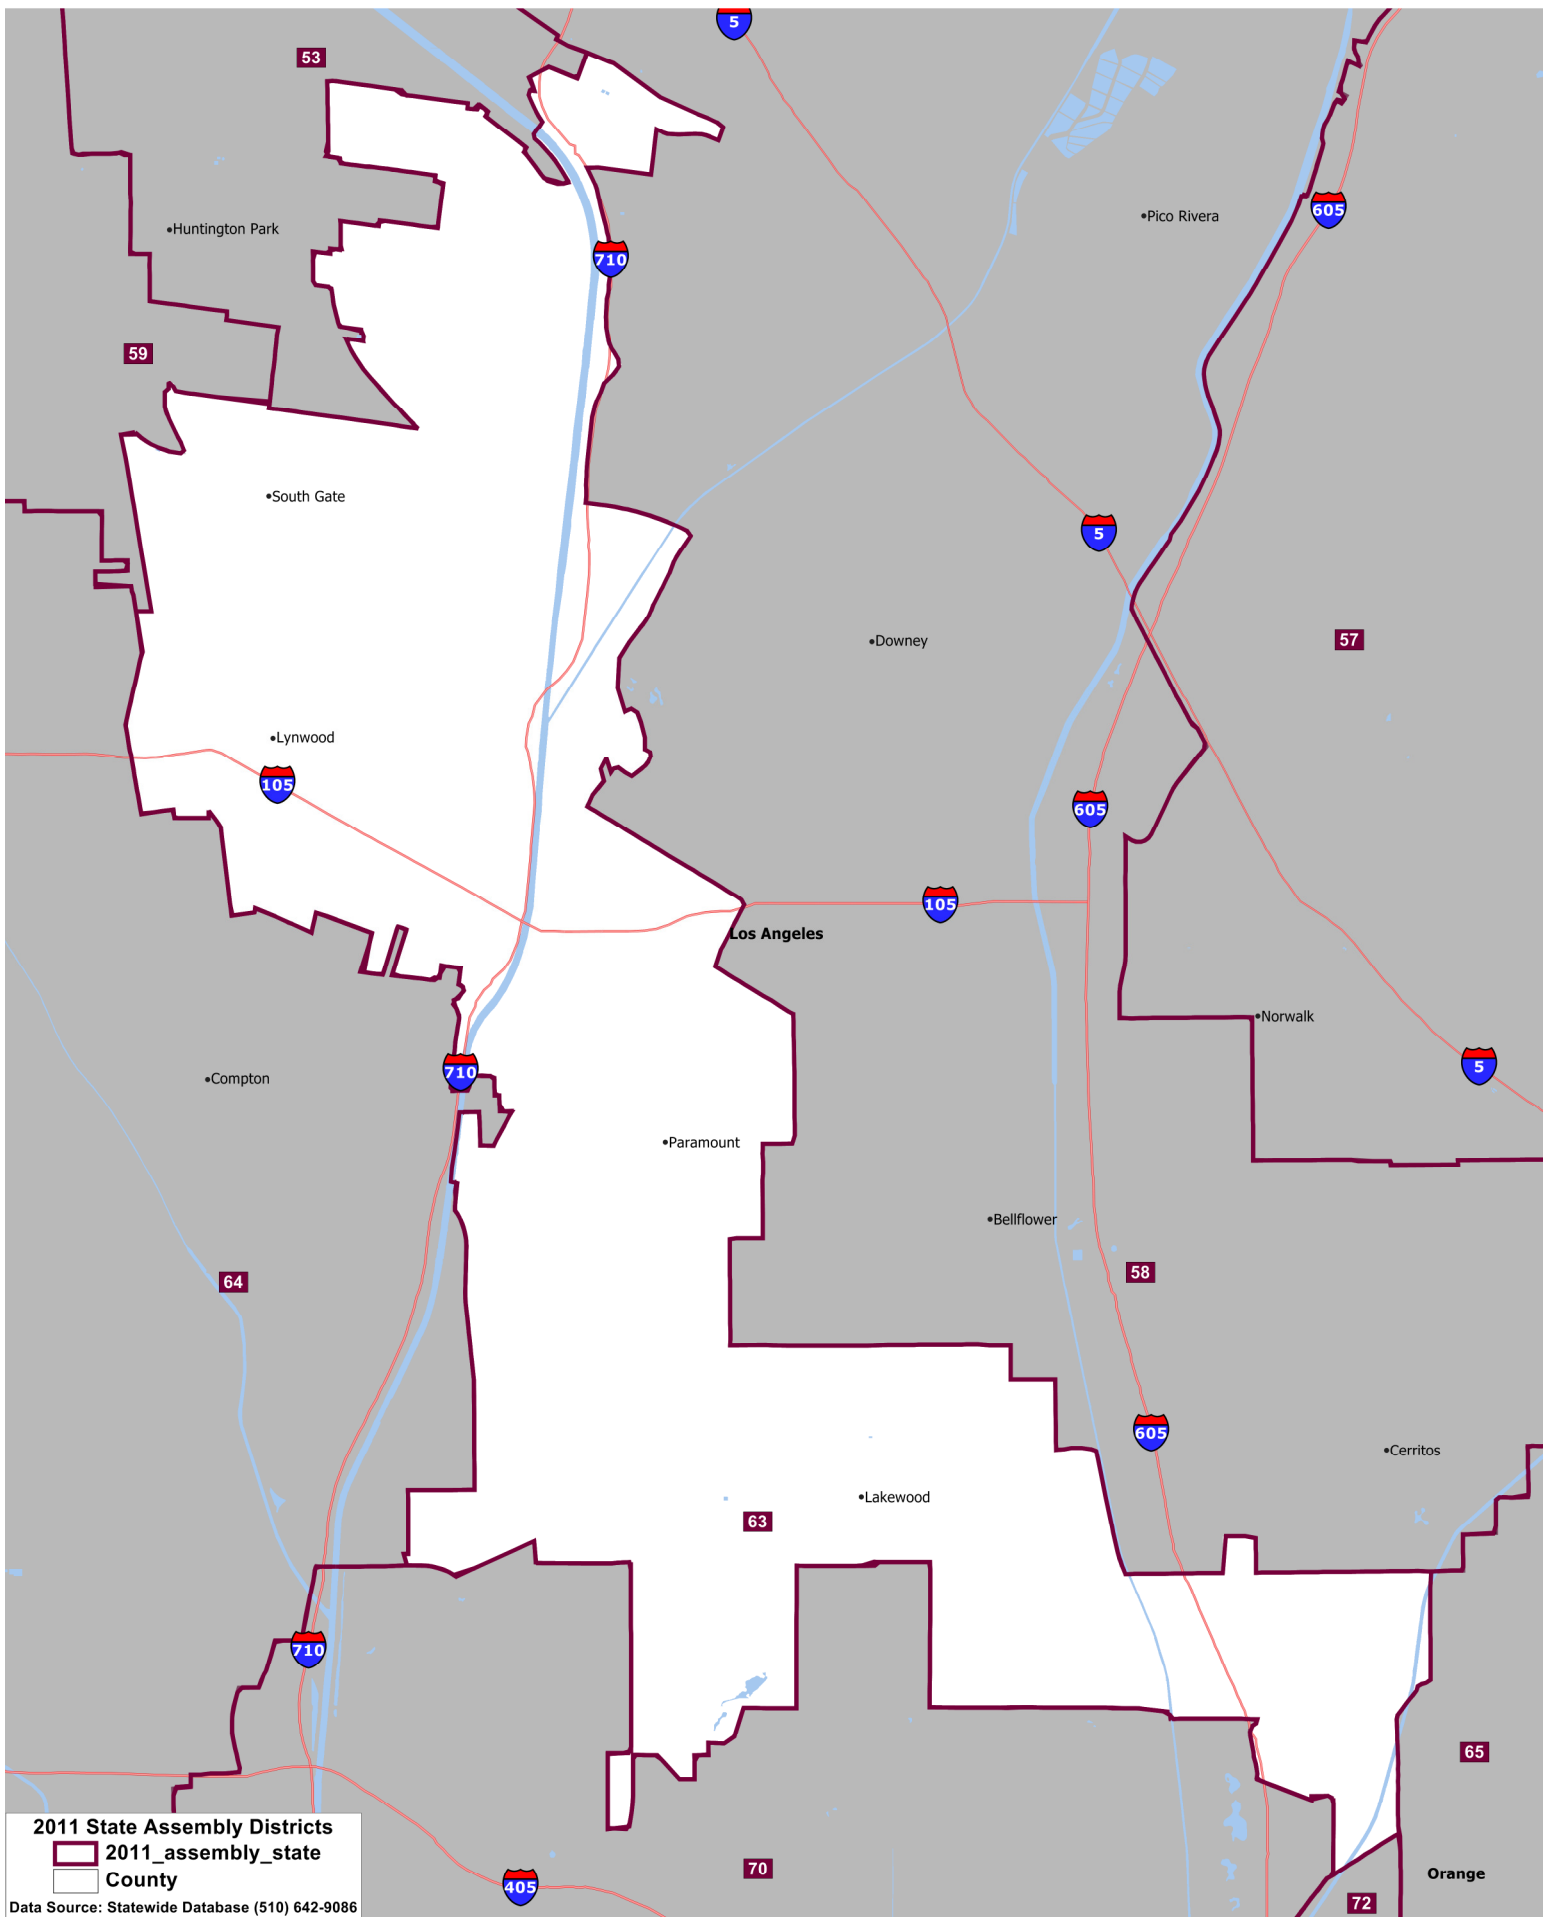 5
53
605
Pico Rivera
Huntington Park
710
59
South Gate
5
57
Downey
Lynwood
105
605
105
Los Angeles
Norwalk
5
710
Compton
Paramount
Bellflower
58
64
605
Cerritos
Lakewood
63
710
65
2011 State Assembly Districts
2011_assembly_state
County
Data Source: Statewide Database (510) 642-9086
405
70
Orange
72